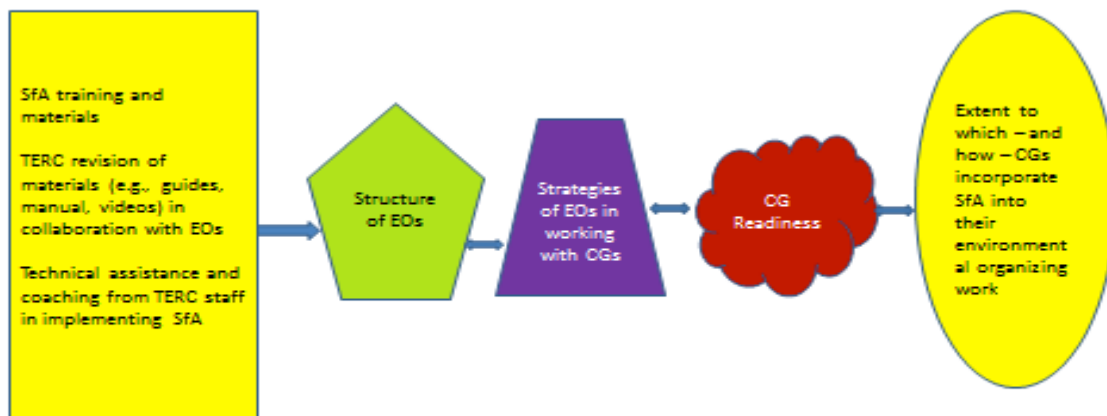 SfA training and
materials
TERC revision of
materials (e.g., guides,
manual, videos) in
collaboration with EOs
Technical assistance and
coaching from TERC staff
in implementing SfA
Structure
of EOs
Strategies
of EOs in
working
with CGs
CG
Readiness
Extent to
which – and
how – CGs
incorporate
SfA into
their
environment
al organizing
work